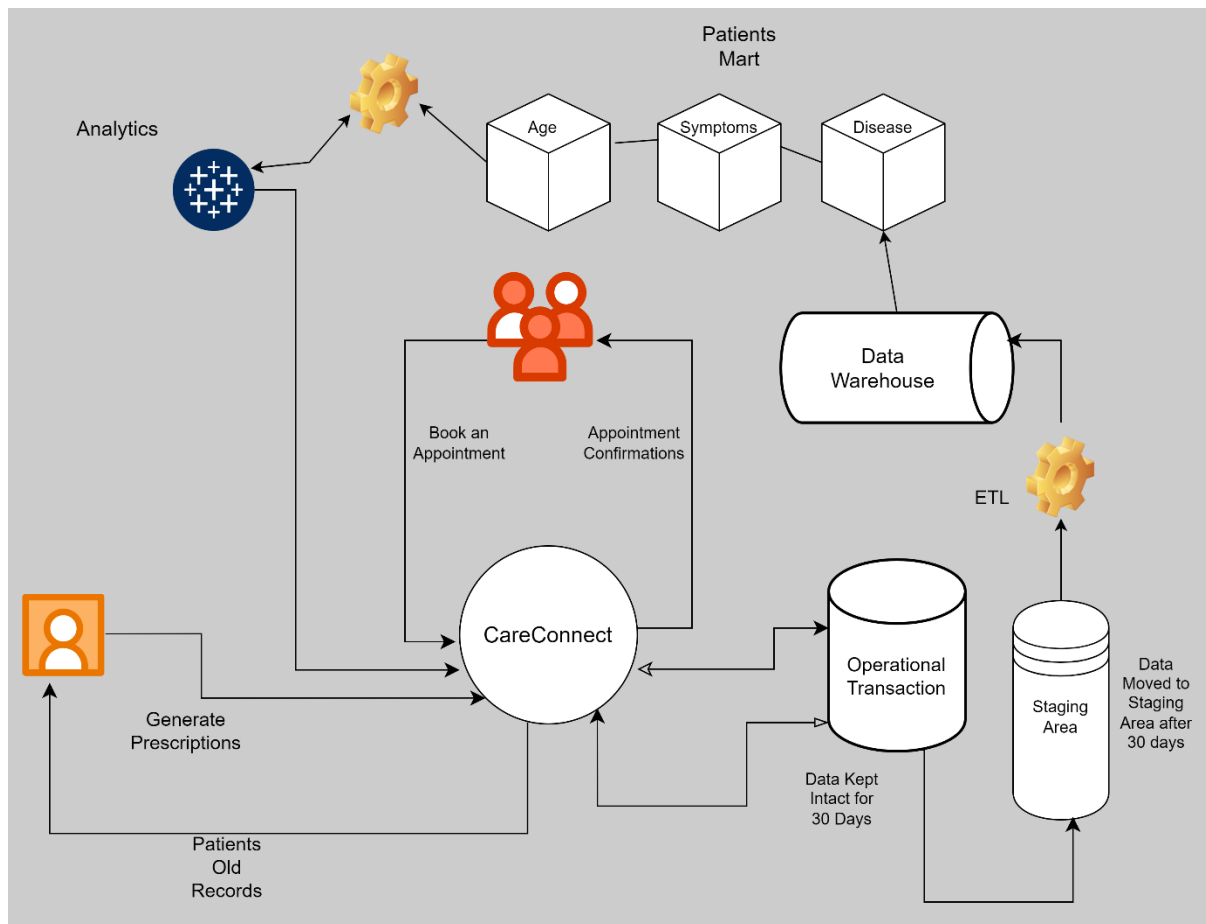 Patients
Mart
Analytics
Age
Symptoms
Disease
Data
Warehouse
Book an
Appointment
Appointment
Confirmations
ETL
CareConnect
Operational
Transaction
Staging
Area
Data
Moved to
Staging
Area after
30 days
Generate
Prescriptions
Data Kept
Intact for
30 Days
Patients
Old
Records